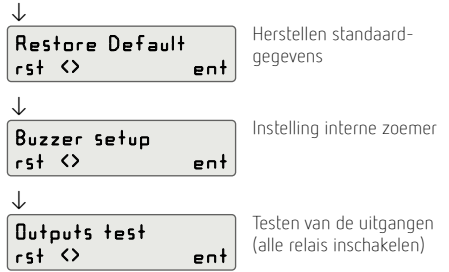 ↓
Restore Default
rst <> ent
Herstellen standaard-
gegevens
↓
Buzzer setup
rst <> ent
Instelling interne zoemer
↓
Outputs test
rst <> ent
Testen van de uitgangen
(alle relais inschakelen)